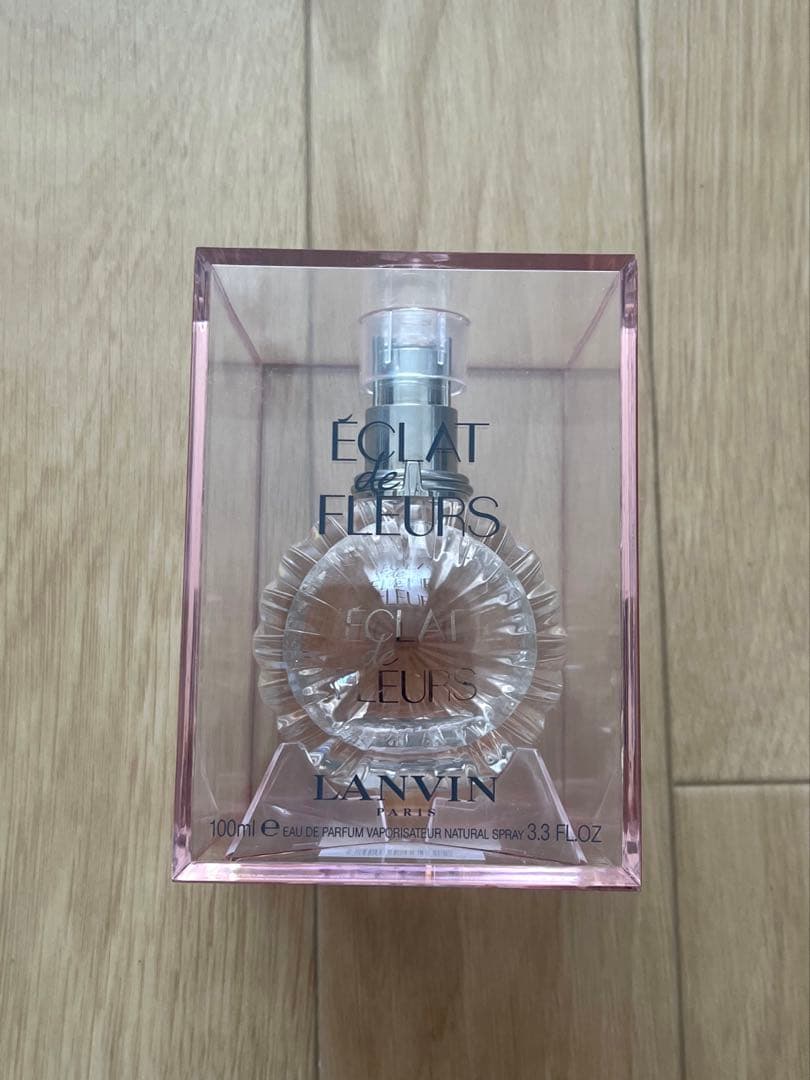 ÉCLAT
de
FLEURS
ÉCLAT
de
FLEURS
LANVIN
PARIS
100ml e EAU DE PARFUM VAPORISATEUR NATURAL SPRAY 3.3 FL.OZ